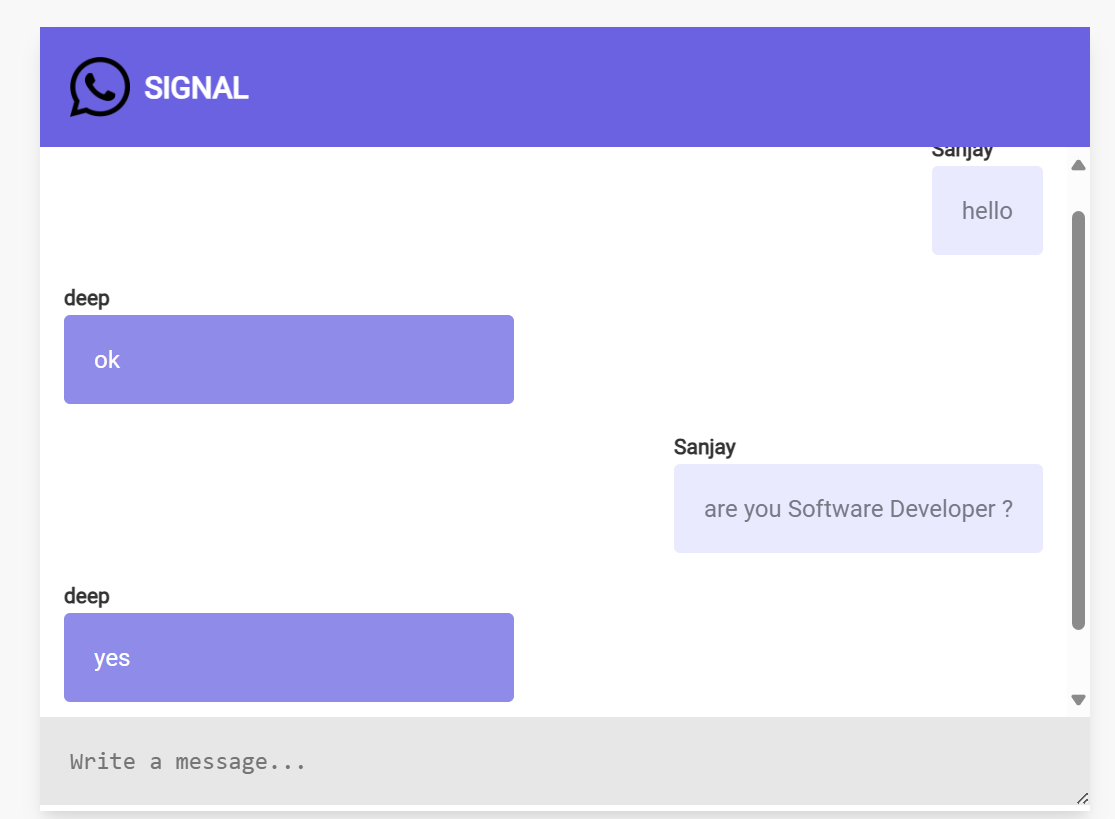 SIGNAL
Sanjay
hello
deep
ok
Sanjay
are you Software Developer ?
deep
yes
Write a message...